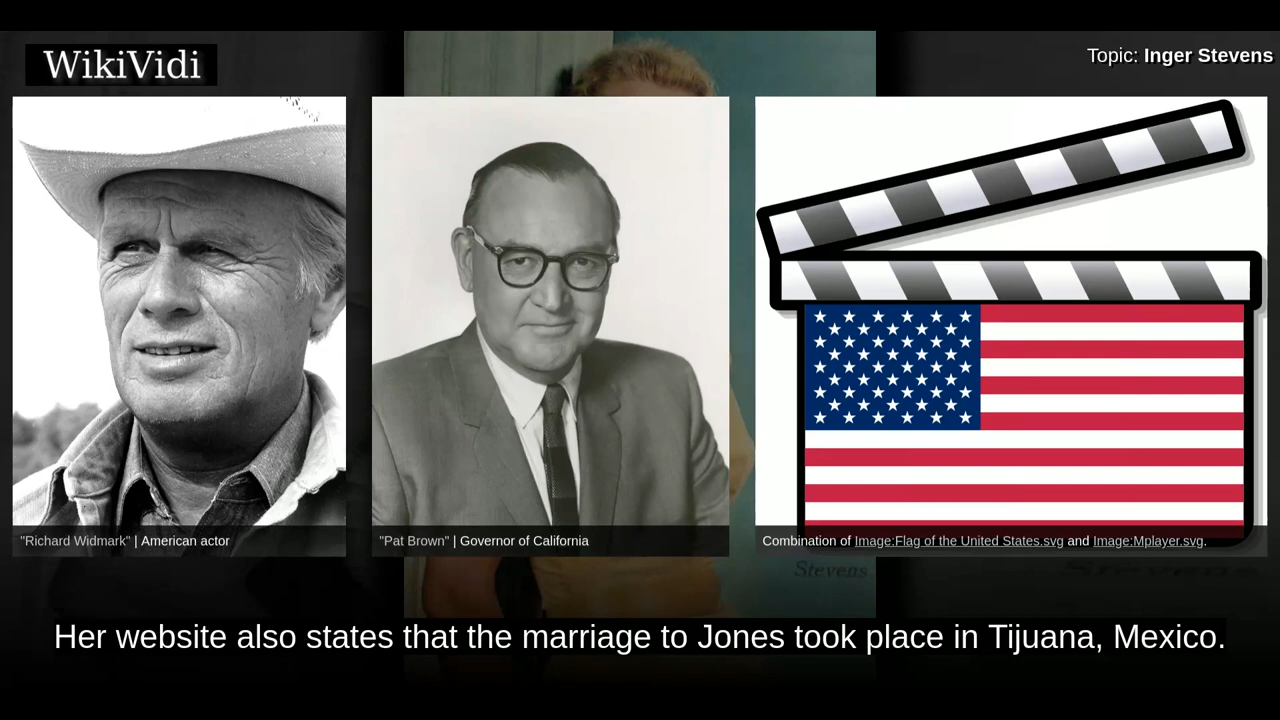 WikiVidi
Topic: Inger Stevens
"Richard Widmark" | American actor
"Pat Brown" | Governor of California
Combination of Image:Flag of the United States.svg and Image:Mplayer.svg.
Stevens
Stevens
Her website also states that the marriage to Jones took place in Tijuana, Mexico.